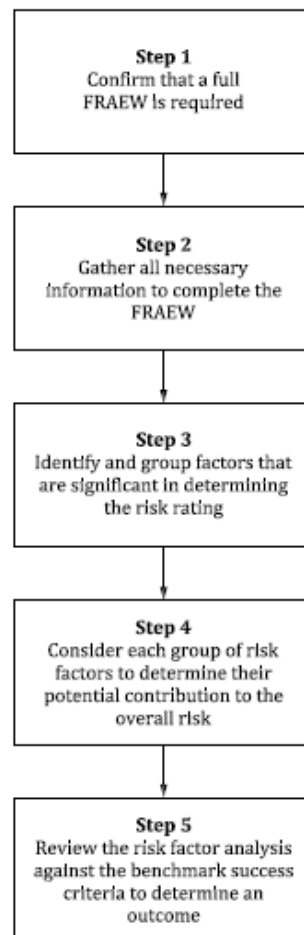 Step 1
Confirm that a full
FRAEW is required
Step 2
Gather all necessary
information to complete the
FRAEW
Step 3
Identify and group factors that
are significant in determining
the risk rating
Step 4
Consider each group of risk
factors to determine their
potential contribution to the
overall risk
Step 5
Review the risk factor analysis
against the benchmark success
criteria to determine an
outcome